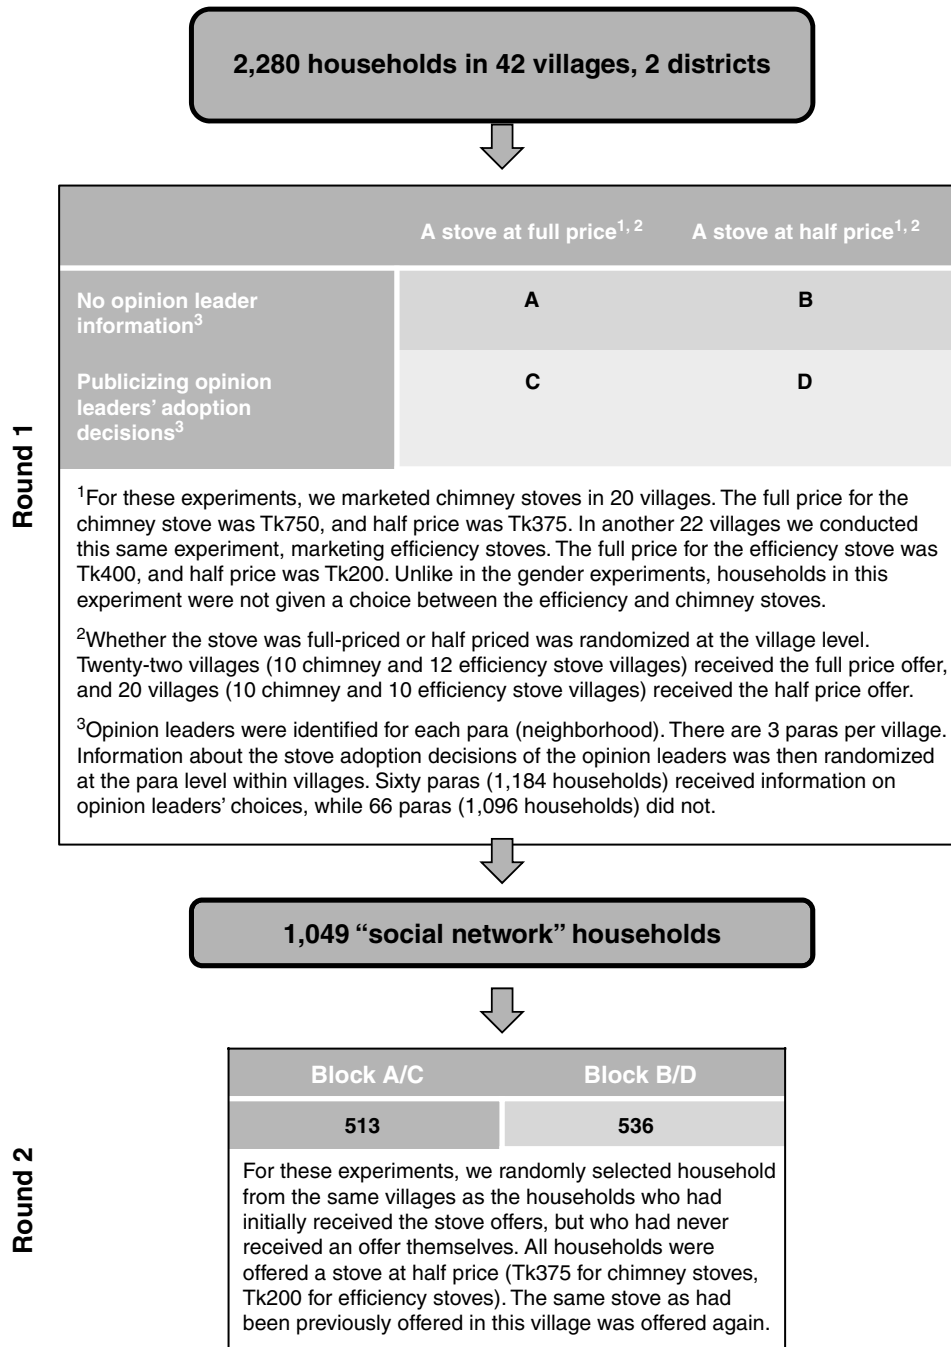 2,280 households in 42 villages, 2 districts
A stove at full price1, 2 A stove at half price1, 2
No opinion leader
information3
A B
Publicizing opinion
leaders' adoption
decisions3
C D
Round 1
1For these experiments, we marketed chimney stoves in 20 villages. The full price for the
chimney stove was Tk750, and half price was Tk375. In another 22 villages we conducted
this same experiment, marketing efficiency stoves. The full price for the efficiency stove was
Tk400, and half price was Tk200. Unlike in the gender experiments, households in this
experiment were not given a choice between the efficiency and chimney stoves.
2Whether the stove was full-priced or half priced was randomized at the village level.
Twenty-two villages (10 chimney and 12 efficiency stove villages) received the full price offer,
and 20 villages (10 chimney and 10 efficiency stove villages) received the half price offer.
3Opinion leaders were identified for each para (neighborhood). There are 3 paras per village.
Information about the stove adoption decisions of the opinion leaders was then randomized
at the para level within villages. Sixty paras (1,184 households) received information on
opinion leaders' choices, while 66 paras (1,096 households) did not.
1,049 “social network” households
Block A/C Block B/D
513 536
Round 2
For these experiments, we randomly selected household
from the same villages as the households who had
initially received the stove offers, but who had never
received an offer themselves. All households were
offered a stove at half price (Tk375 for chimney stoves,
Tk200 for efficiency stoves). The same stove as had
been previously offered in this village was offered again.